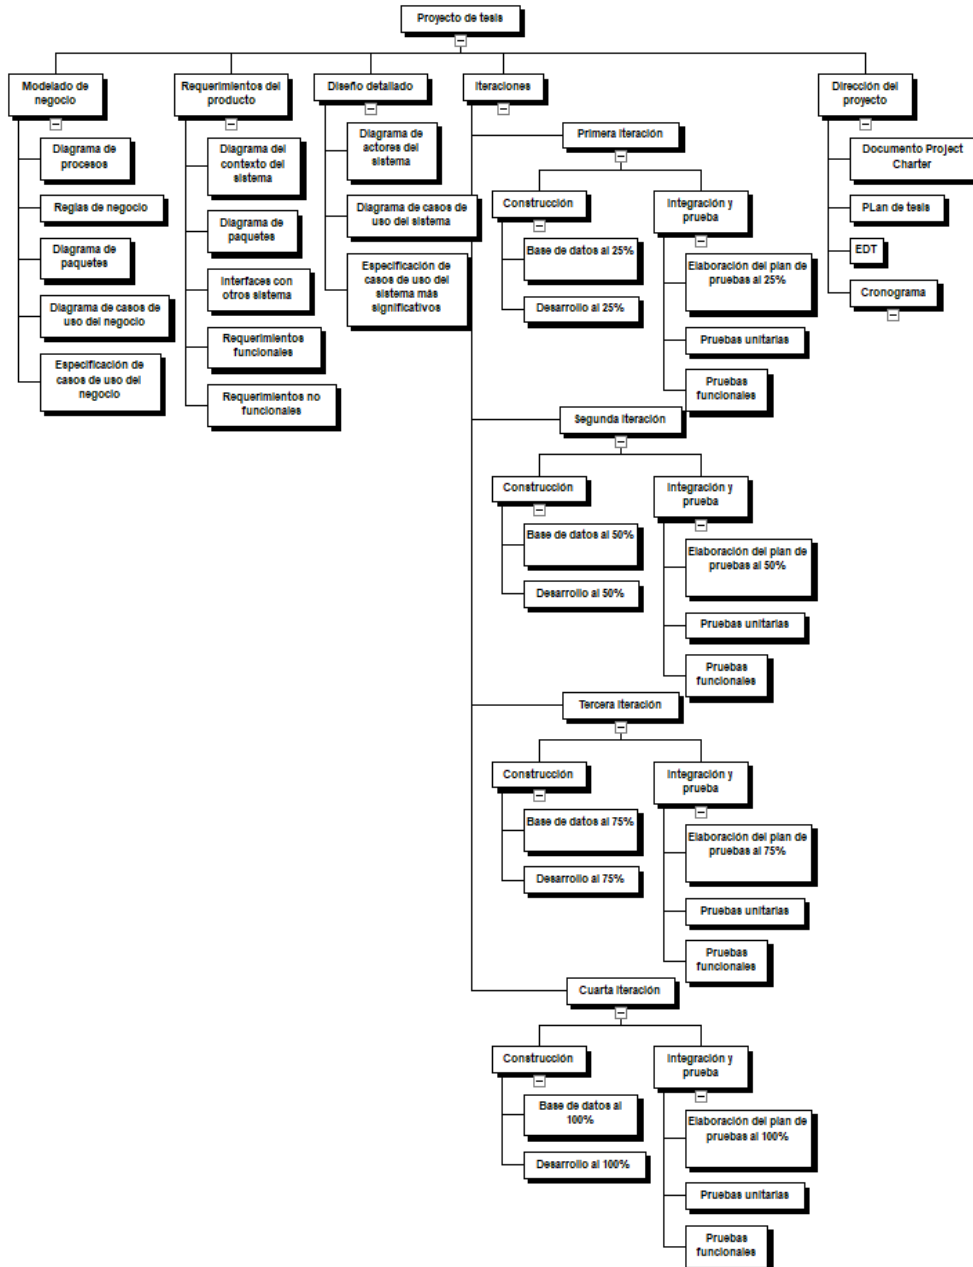 Proyecto de tesis
Modelado de
negocio
Diagrama de
procesos
Reglas de negocio
Diagrama de
paquetes
Diagrama de casos de
uso del negocio
Especificación de
casos de uso del
negocio
Requerimientos del
producto
Diagrama del
contexto del
sistema
Diagrama de
paquetes
Interfaces con
otros sistema
Requerimientos
funcionales
Requerimientos no
funcionales
Diseño detallado
Diagrama de
actores del
sistema
Diagrama de casos de
uso del sistema
Especificación de
casos de uso del
sistema más
significativos
Iteraciones
Primera Iteración
Construcción
Base de datos al 25%
Desarrollo al 25%
Integración y
prueba
Elaboración del plan de
pruebas al 25%
Pruebas unitarias
Pruebas
funcionales
Segunda Iteración
Construcción
Base de datos al 50%
Desarrollo al 50%
Integración y
prueba
Elaboración del plan de
pruebas al 50%
Pruebas unitarias
Pruebas
funcionales
Tercera Iteración
Construcción
Base de datos al 75%
Desarrollo al 75%
Integración y
prueba
Elaboración del plan de
pruebas al 75%
Pruebas unitarias
Pruebas
funcionales
Cuarta Iteración
Construcción
Base de datos al
100%
Desarrollo al 100%
Integración y
prueba
Elaboración del plan de
pruebas al 100%
Pruebas unitarias
Pruebas
funcionales
Dirección del
proyecto
Documento Project
Charter
PLan de tesis
EDT
Cronograma